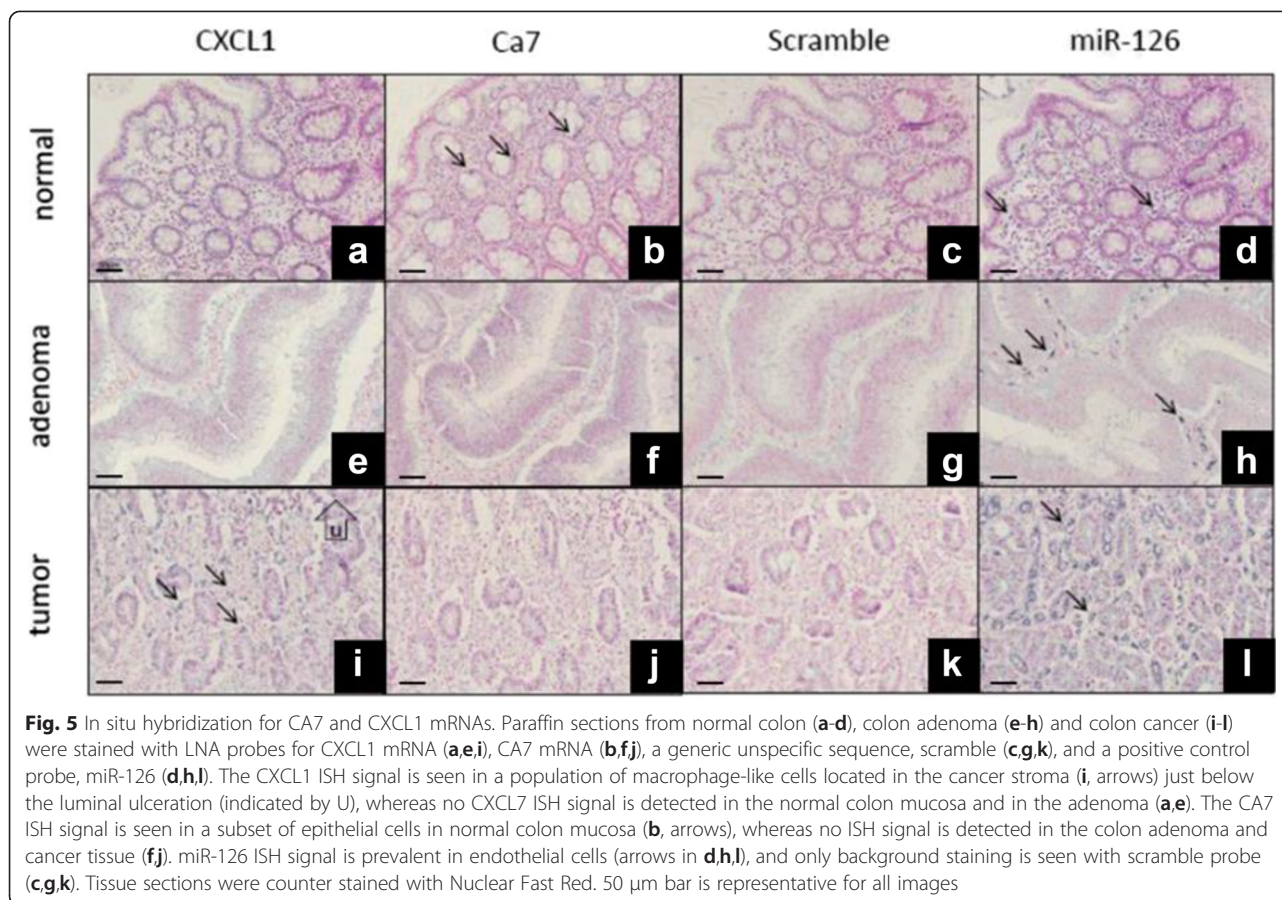 CXCL1 Ca7 Scramble miR-126
normal
a b c d
adenoma
e f g h
tumor
u
i j k l
Fig. 5 In situ hybridization for CA7 and CXCL1 mRNAs. Paraffin sections from normal colon (a-d), colon adenoma (e-h) and colon cancer (i-l)
were stained with LNA probes for CXCL1 mRNA (a,e,i), CA7 mRNA (b,f,j), a generic unspecific sequence, scramble (c,g,k), and a positive control
probe, miR-126 (d,h,l). The CXCL1 ISH signal is seen in a population of macrophage-like cells located in the cancer stroma (i, arrows) just below
the luminal ulceration (indicated by U), whereas no CXCL7 ISH signal is detected in the normal colon mucosa and in the adenoma (a,e). The CA7
ISH signal is seen in a subset of epithelial cells in normal colon mucosa (b, arrows), whereas no ISH signal is detected in the colon adenoma and
cancer tissue (f,j). miR-126 ISH signal is prevalent in endothelial cells (arrows in d,h,l), and only background staining is seen with scramble probe
(c,g,k). Tissue sections were counter stained with Nuclear Fast Red. 50 μm bar is representative for all images